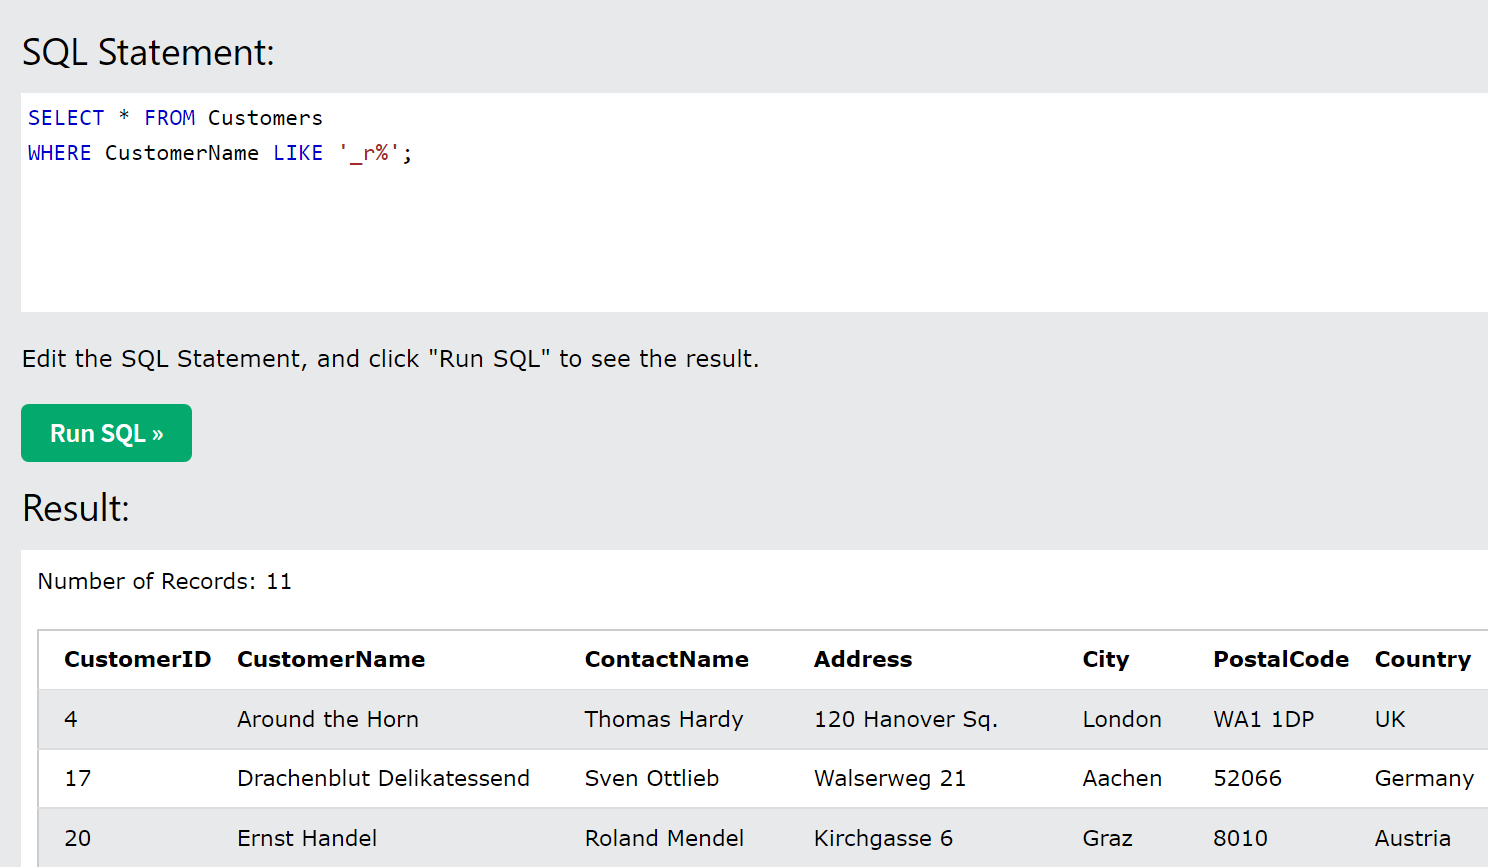 SQL Statement:
SELECT * FROM Customers
WHERE CustomerName LIKE '_r%';
Edit the SQL Statement, and click "Run SQL" to see the result.
Run SQL »
Result:
Number of Records: 11
CustomerID CustomerName ContactName Address City PostalCode Country
4 Around the Horn Thomas Hardy 120 Hanover Sq. London WA1 1DP UK
17 Drachenblut Delikatessend Sven Ottlieb Walserweg 21 Aachen 52066 Germany
20 Ernst Handel Roland Mendel Kirchgasse 6 Graz 8010 Austria